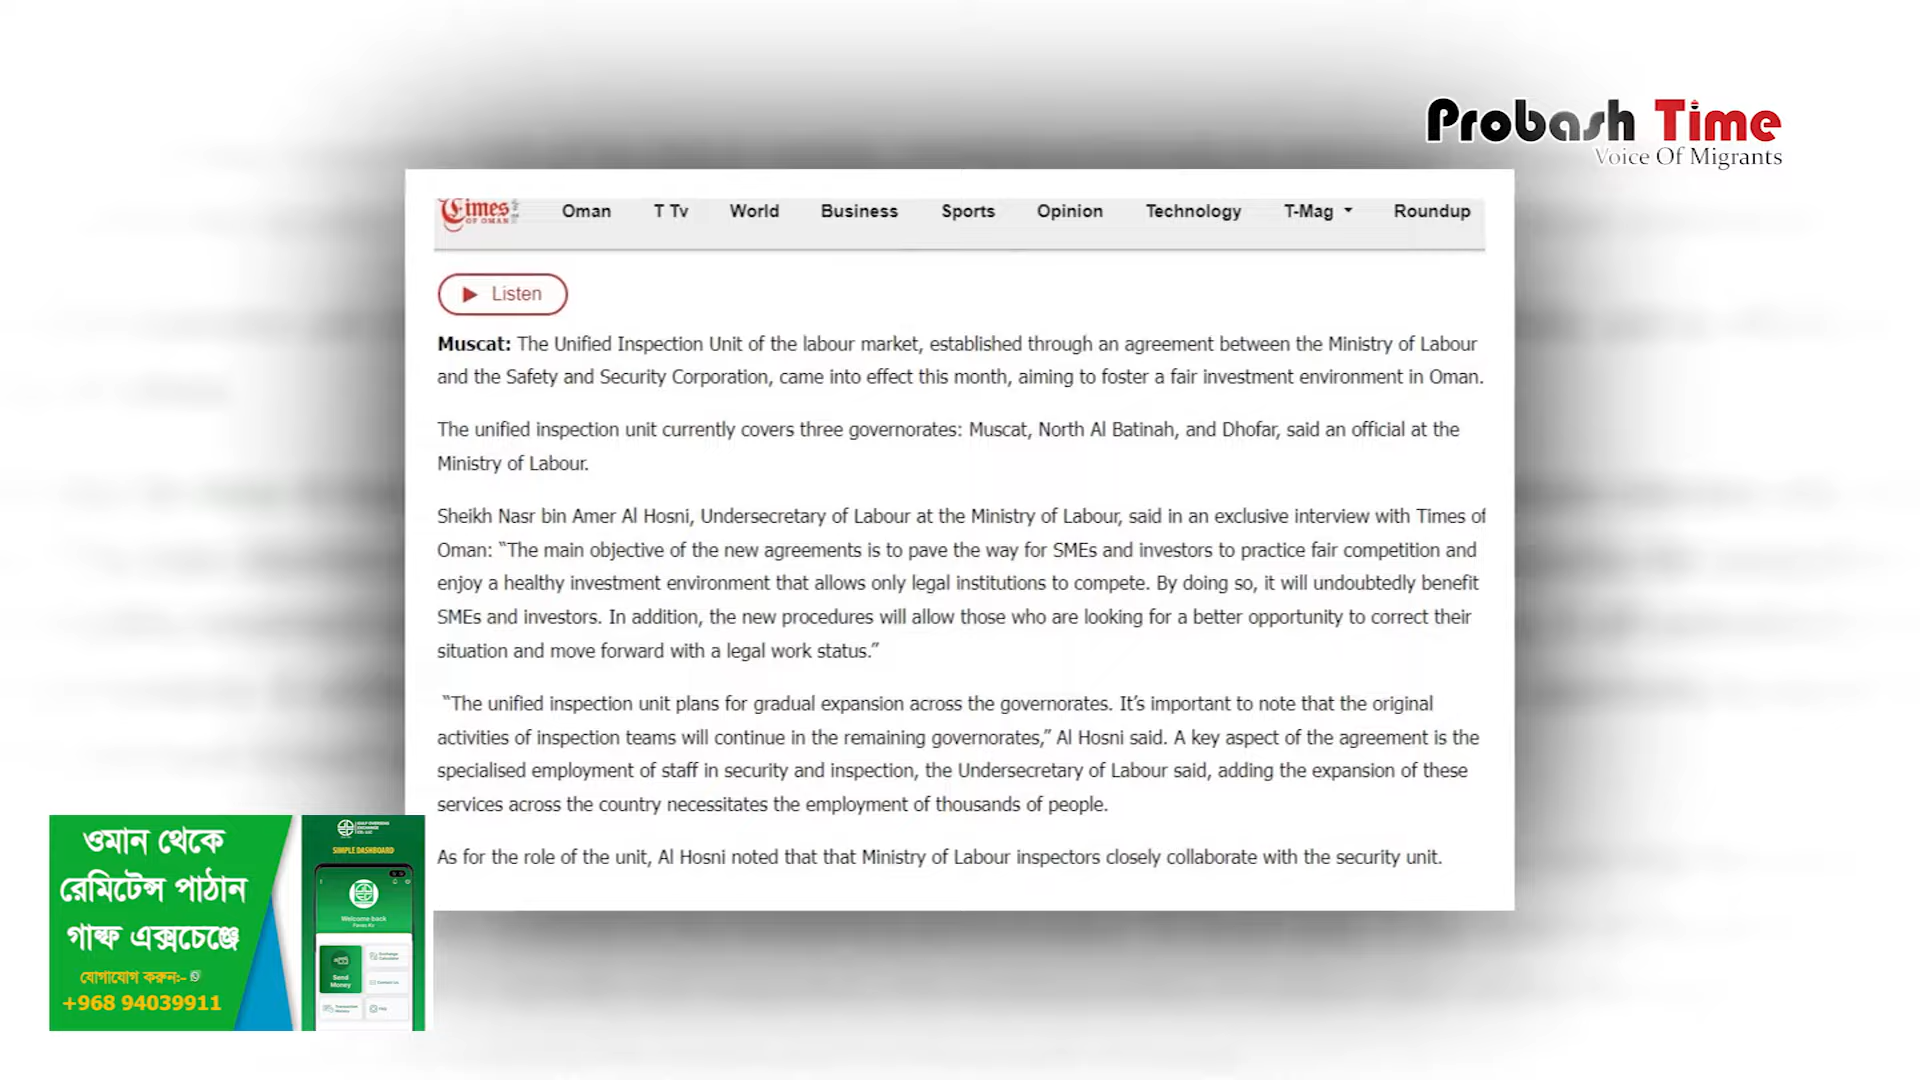 Probash Time
Voice Of Migrants
Times
OF OMAN
Oman T Tv World Business Sports Opinion Technology T-Mag Roundup
Listen
Muscat: The Unified Inspection Unit of the labour market, established through an agreement between the Ministry of Labour
and the Safety and Security Corporation, came into effect this month, aiming to foster a fair investment environment in Oman.
The unified inspection unit currently covers three governorates: Muscat, North Al Batinah, and Dhofar, said an official at the
Ministry of Labour.
Sheikh Nasr bin Amer Al Hosni, Undersecretary of Labour at the Ministry of Labour, said in an exclusive interview with Times of
Oman: “The main objective of the new agreements is to pave the way for SMEs and investors to practice fair competition and
enjoy a healthy investment environment that allows only legal institutions to compete. By doing so, it will undoubtedly benefit
SMEs and investors. In addition, the new procedures will allow those who are looking for a better opportunity to correct their
situation and move forward with a legal work status.”
“The unified inspection unit plans for gradual expansion across the governorates. It’s important to note that the original
activities of inspection teams will continue in the remaining governorates,” Al Hosni said. A key aspect of the agreement is the
specialised employment of staff in security and inspection, the Undersecretary of Labour said, adding the expansion of these
services across the country necessitates the employment of thousands of people.
As for the role of the unit, Al Hosni noted that that Ministry of Labour inspectors closely collaborate with the security unit.
ওমান থেকে
রেমিটেন্স পাঠান
গাল্ফ এক্সচেঞ্জে
যোগাযোগ করুন:-
+968 94039911
SIMPLE DASHBOARD
Welcome back
Send
Money